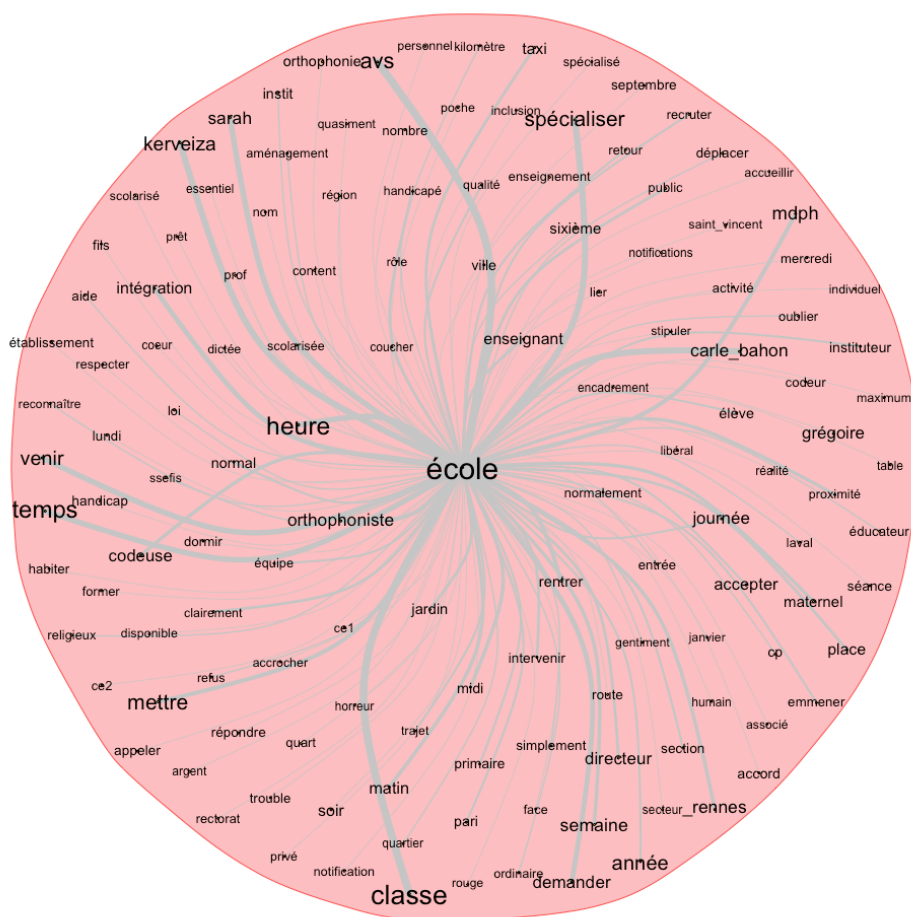 personnel
kilomètre
taxi
orthophonie
avs
spécialisé
septembre
instit
sarah
poche
inclusion
spécialiser
recruter
kerveiza
quasiment
nombre
aménagement
retour
déplacer
accueillir
scolarisé
essentiel
région
handicapé
qualité
enseignement
public
nom
sixième
saint_vincent
mdph
fils
prêt
prof
content
rôle
ville
notifications
mercredi
aide
intégration
lier
activité
individuel
oublier
établissement
coeur
dictée
scolarisée
coucher
enseignant
stipuler
instituteur
respecter
carle_bahon
reconnaître
loi
encadrement
codeur
maximum
lundi
heure
élève
grégoire
venir
normal
école
libéral
réalité
table
ssefis
temps
handicap
normalement
proximité
orthophoniste
journée
éducateur
codeuse
dormir
équipe
laval
habiter
entrée
former
rentrer
accepter
séance
clairement
jardin
maternel
religieux
disponible
ce1
gentiment
janvier
place
accrocher
intervenir
cp
ce2
refus
midi
mettre
horreur
route
humain
emmener
répondre
trajet
associé
appeler
quart
simplement
section
argent
primaire
directeur
accord
trouble
matin
rectorat
soir
pari
face
semaine
secteur
_rennes
privé
quartier
notification
rouge
ordinaire
année
classe
demander